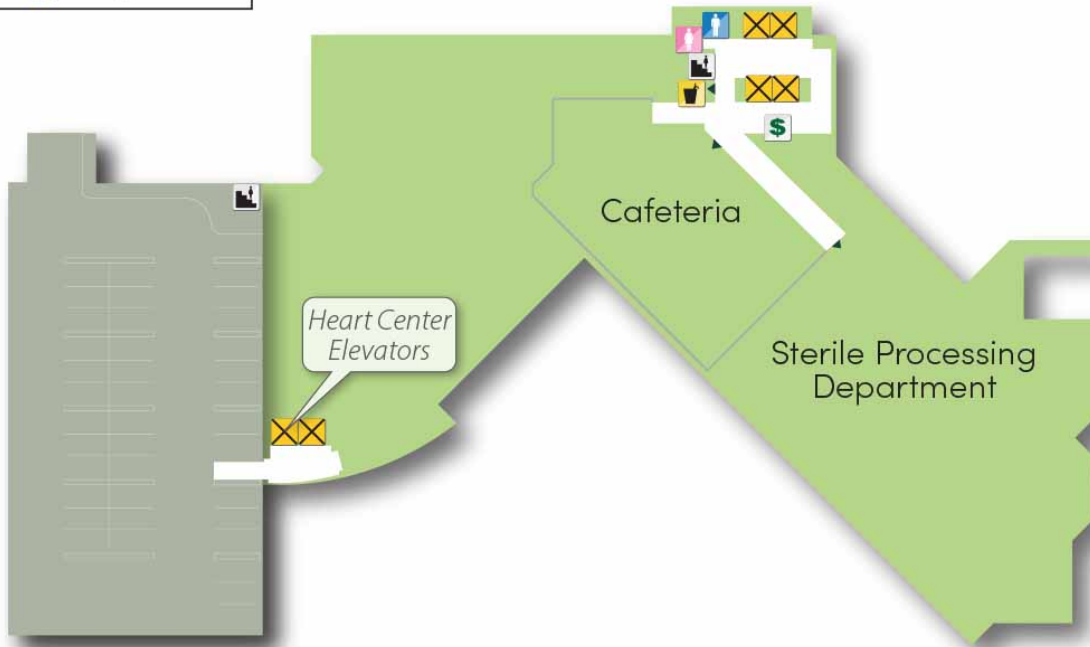 $
Cafeteria
Heart Center
Elevators
Sterile Processing
Department